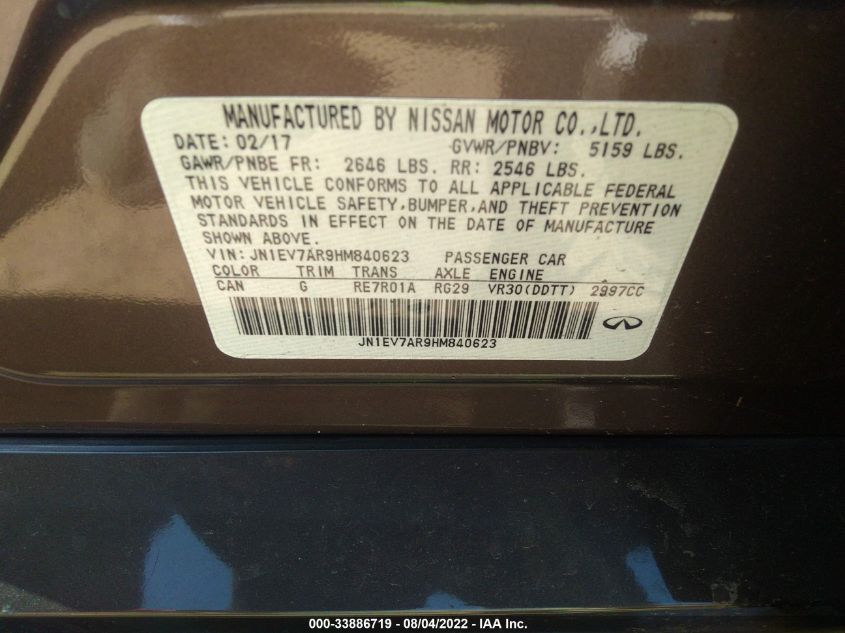 MANUFACTURED BY NISSAN MOTOR CO.,LTD.
DATE: 02/17 GVWR/PNBV: 5159 LBS.
GAWR/PNBE FR: 2646 LBS. RR: 2546 LBS.
THIS VEHICLE CONFORMS TO ALL APPLICABLE FEDERAL
MOTOR VEHICLE SAFETY,BUMPER,AND THEFT PREVENTION
STANDARDS IN EFFECT ON THE DATE OF MANUFACTURE
SHOWN ABOVE.
VIN: JN1EV7AR9HM840623 PASSENGER CAR
COLOR TRIM TRANS AXLE ENGINE
CAN G RE7R01A RG29 VR30(DDTT) 2997CC
JN1EV7AR9HM840623
000-33886719 - 08/04/2022 - IAA Inc.